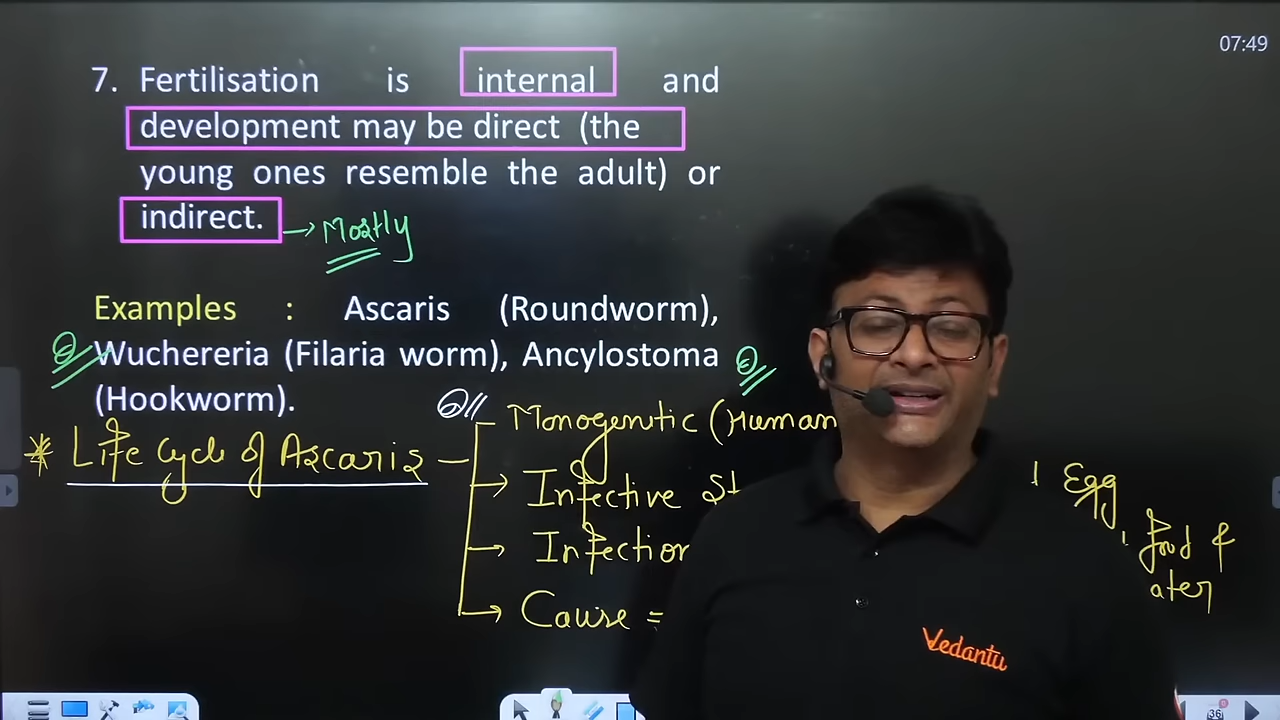 07:49
7. Fertilisation is internal and
development may be direct (the
young ones resemble the adult) or
indirect. → Mostly
Examples : Ascaris (Roundworm),
Wuchereria (Filaria worm), Ancylostoma
(Hookworm).
* Life Cycle of Ascaris
Monogenetic (Human
Infective St
Egg
Infection
food &
ater
Cause =
Vedantu
36